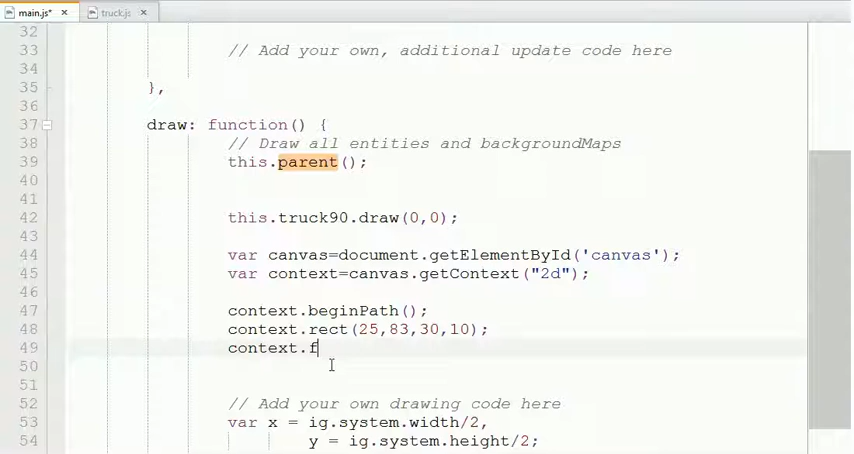 main.js* × truck.js ×
32
33 // Add your own, additional update code here
34
35 },
36
37 draw: function() {
38 // Draw all entities and backgroundMaps
39 this.parent();
40
41
42 this.truck90.draw(0,0);
43
44 var canvas=document.getElementById('canvas');
45 var context=canvas.getContext("2d");
46
47 context.beginPath();
48 context.rect(25,83,30,10);
49 context.f
50
51
52 // Add your own drawing code here
53 var x = ig.system.width/2,
54 y = ig.system.height/2;